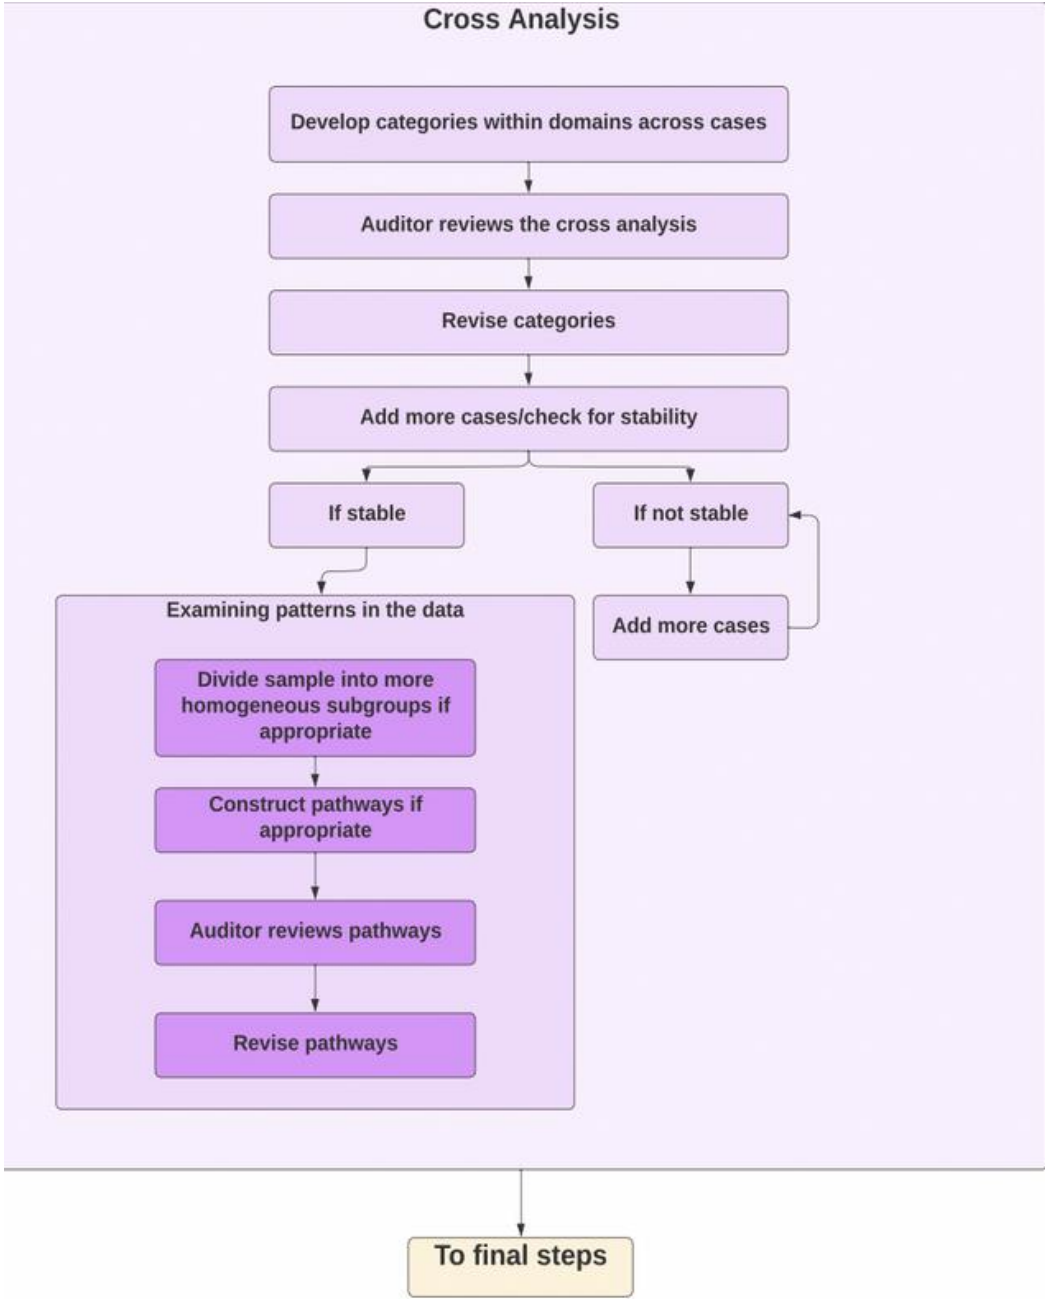 Cross Analysis
Develop categories within domains across cases
Auditor reviews the cross analysis
Revise categories
Add more cases/check for stability
If stable
If not stable
Examining patterns in the data
Add more cases
Divide sample into more
homogeneous subgroups if
appropriate
Construct pathways if
appropriate
Auditor reviews pathways
Revise pathways
To final steps